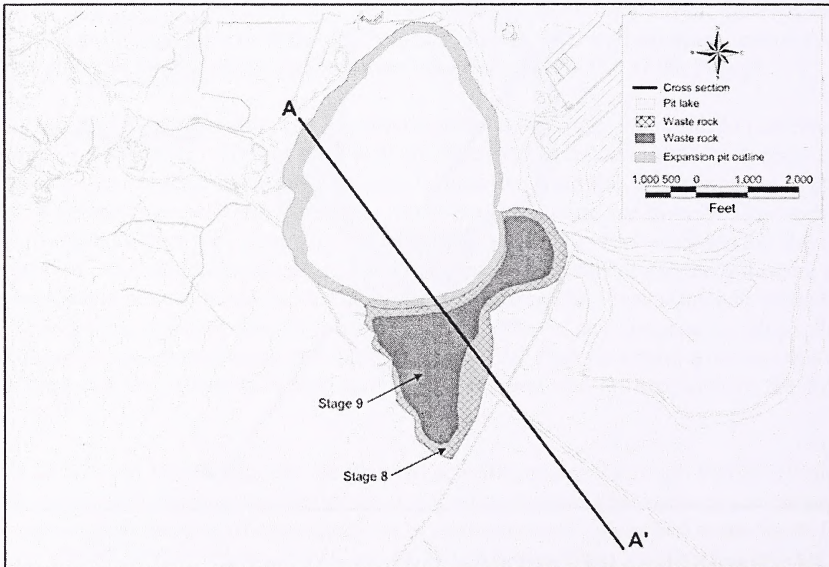 A
Cross section
Pit lake
Waste rock
Waste rock
Expansion pit outline
1,000 500 0 1,000 2,000
Feet
Stage 9
Stage 8
A'